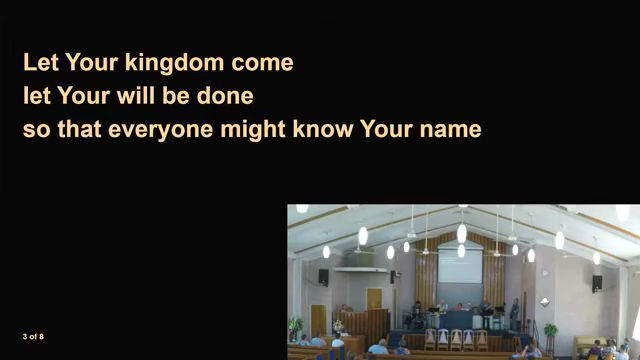 Let Your kingdom come
let Your will be done
so that everyone might know Your name
3 of 8